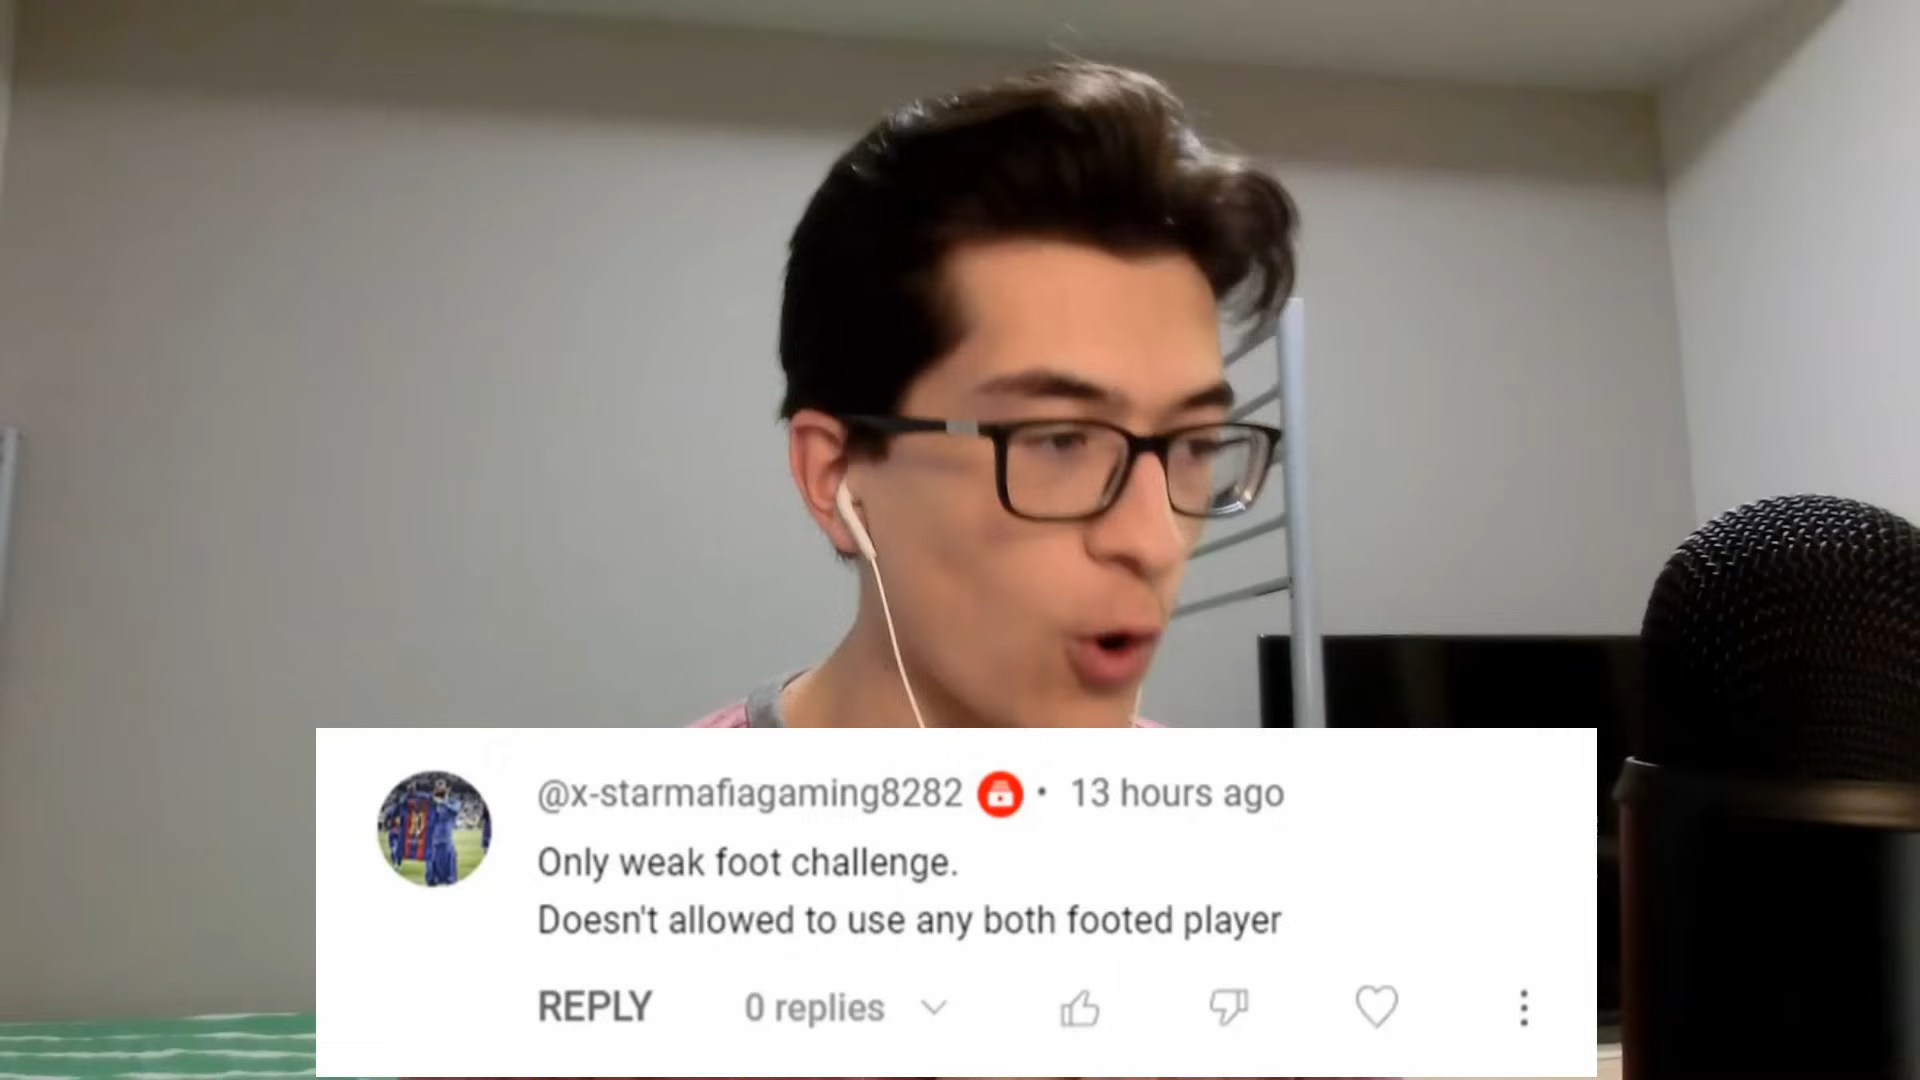 @x-starmafiagaming8282 • 13 hours ago
Only weak foot challenge.
Doesn't allowed to use any both footed player
REPLY 0 replies